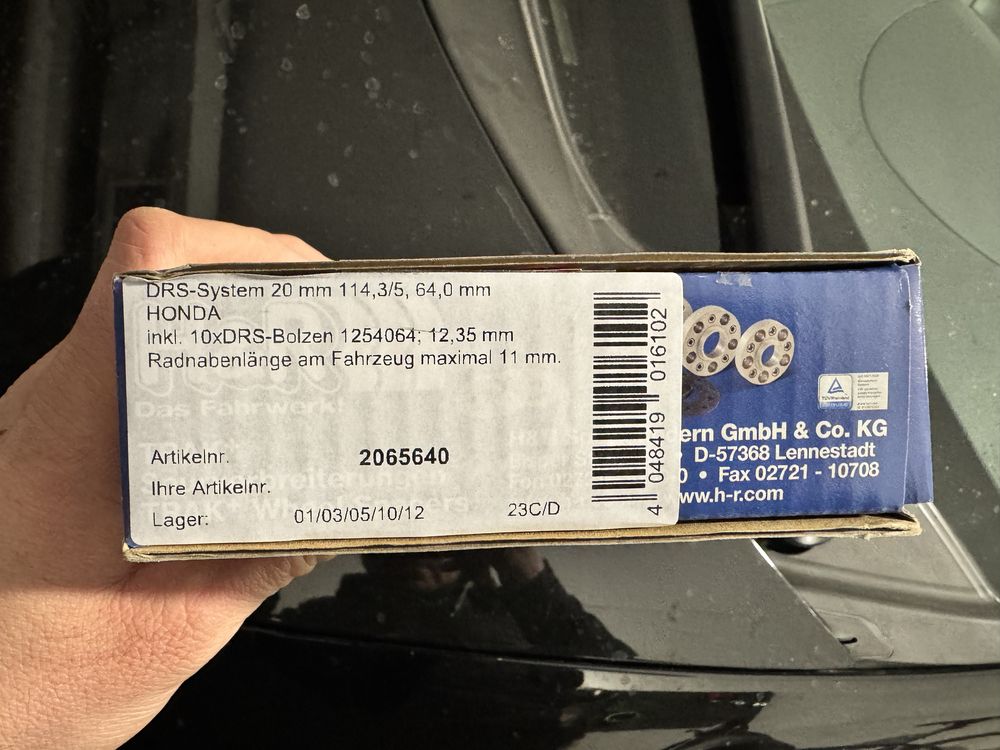 DRS-System 20 mm 114,3/5, 64,0 mm
HONDA
inkl. 10xDRS-Bolzen 1254064; 12,35 mm
Radnabenlänge am Fahrzeug maximal 11 mm.
Artikelnr. 2065640
Ihre Artikelnr.
Lager: 01/03/05/10/12 23C/D
4 048419 016102
ern GmbH & Co. KG
• D-57368 Lennestadt
0 • Fax 02721 - 10708
www.h-r.com